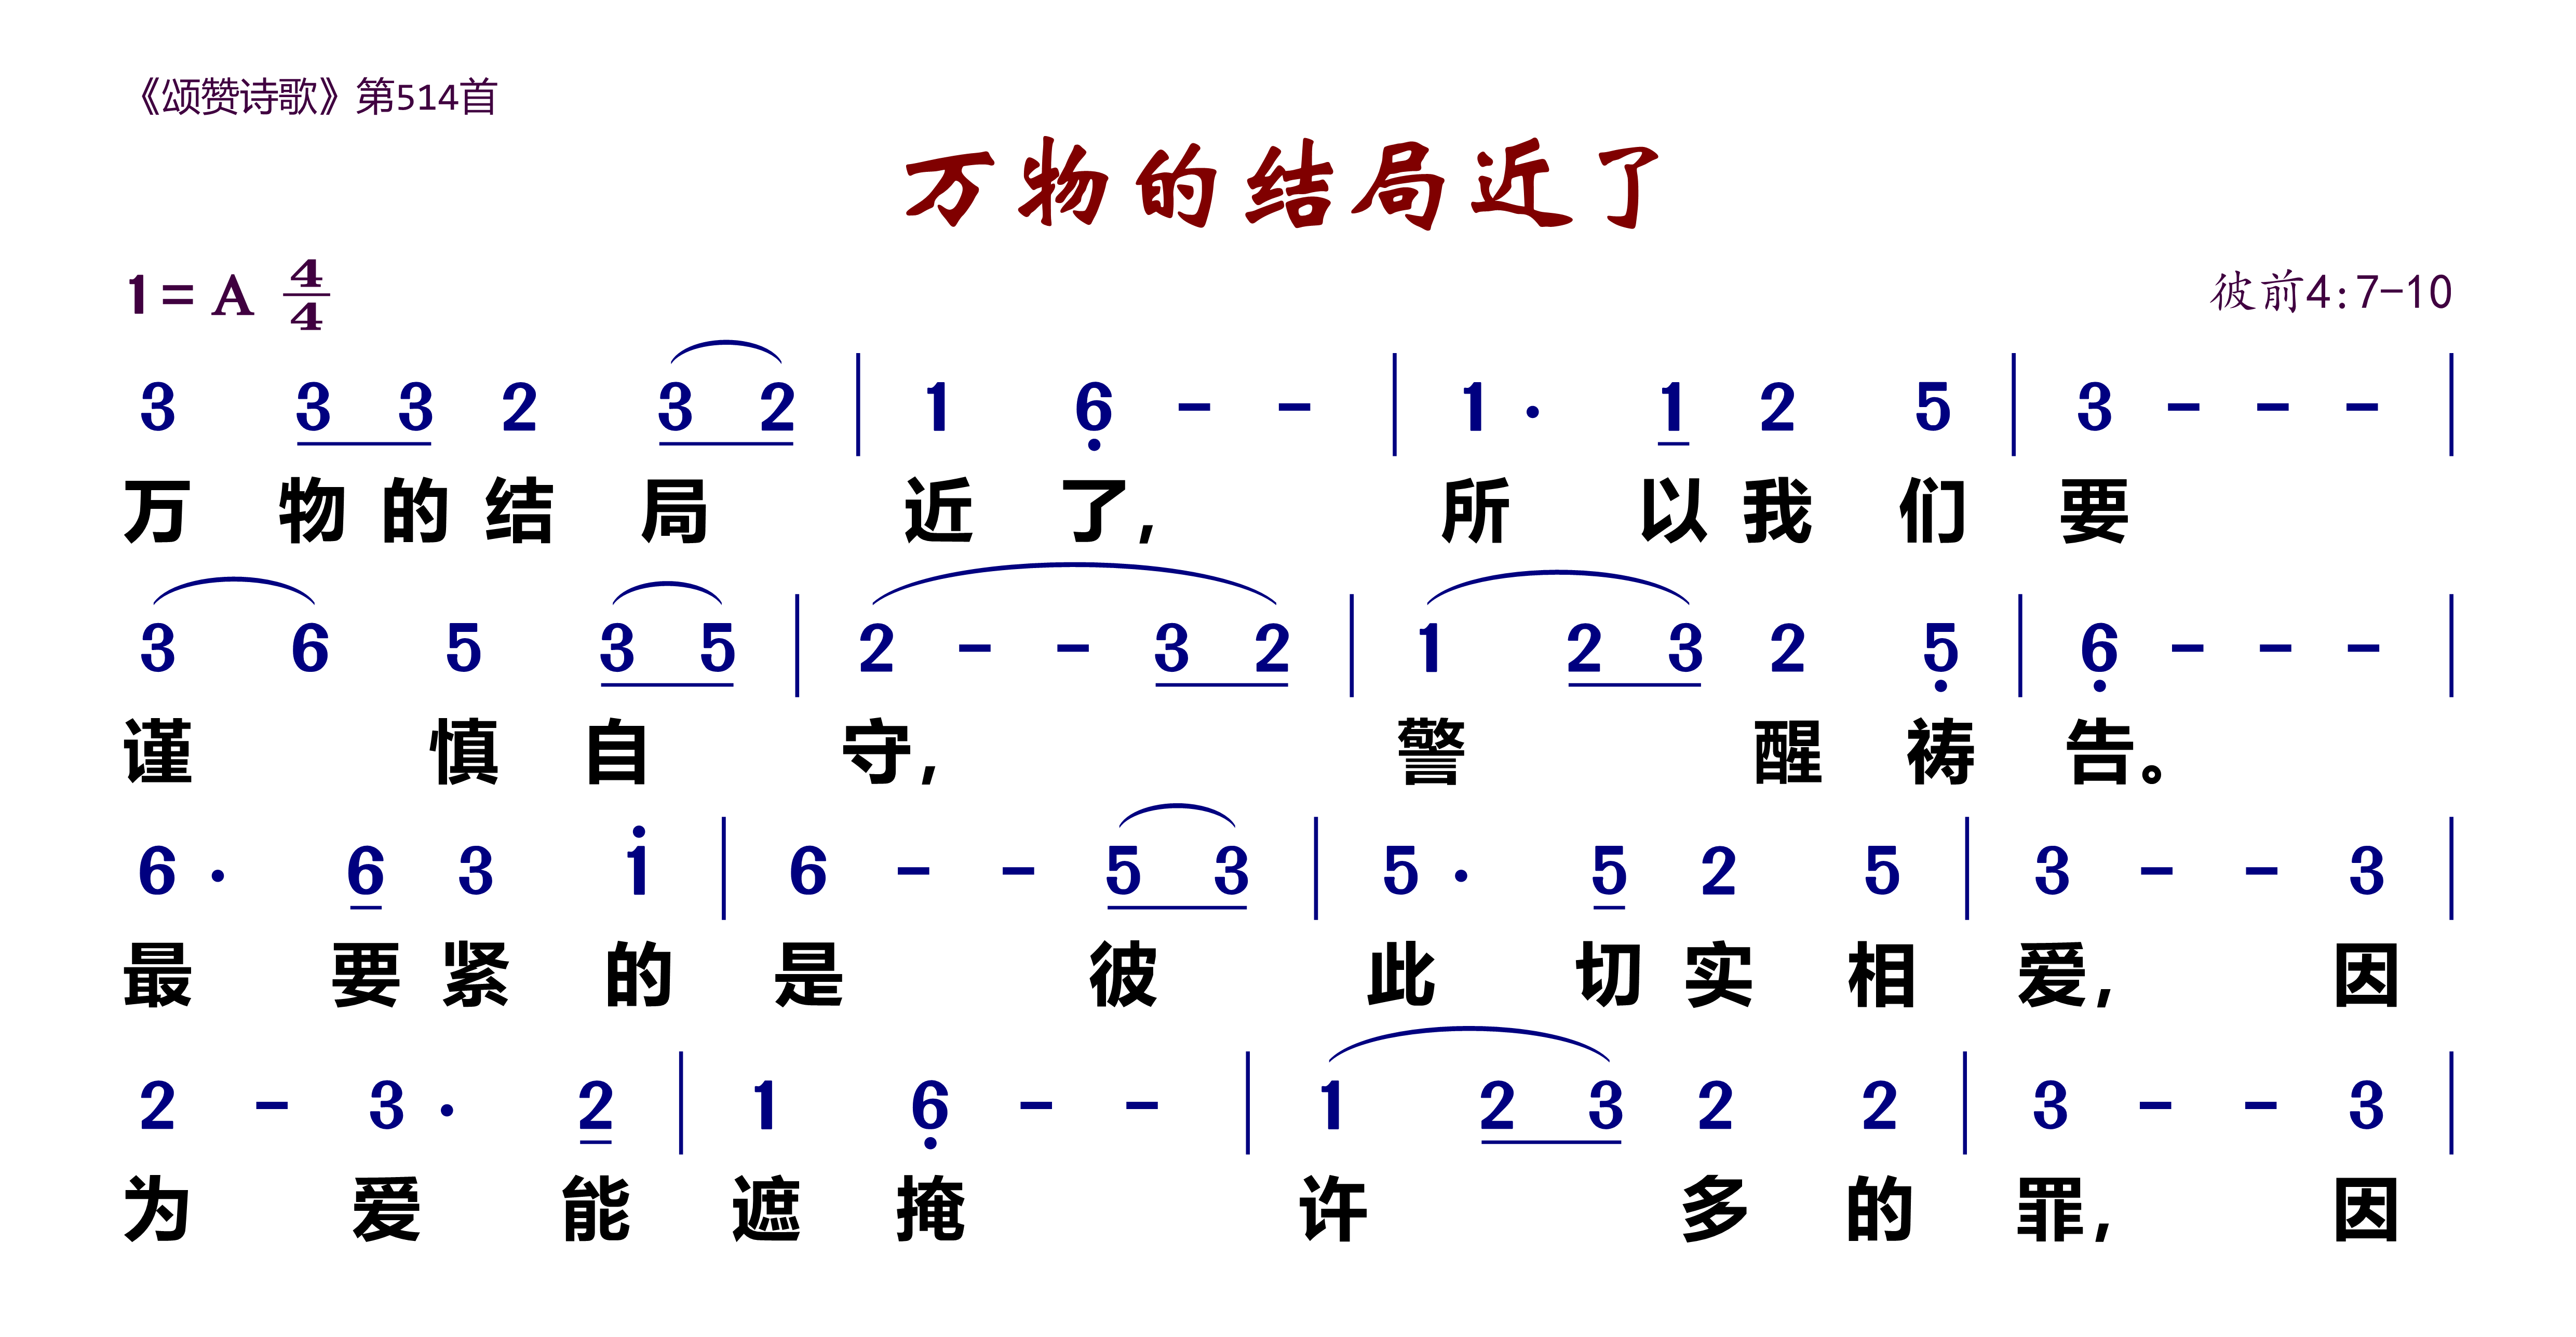 《颂赞诗歌》第514首
万物的结局近了
1= A 4/4
彼前4:7-10
3 3 3 2 3 2 | 1 6 - - | 1 · 1 2 5 | 3 - - - |
万 物 的 结 局 近 了, 所 以 我 们 要
3 6 5 3 5 | 2 - - 3 2 | 1 2 3 2 5 | 6 - - - |
谨 慎 自 守, 警 醒 祷 告。
6 · 6 3 1 | 6 - - 5 3 | 5 · 5 2 5 | 3 - - 3 |
最 要 紧 的 是 彼 此 切 实 相 爱, 因
2 - 3 · 2 | 1 6 - - | 1 2 3 2 2 | 3 - - 3 |
为 爱 能 遮 掩 许 多 的 罪, 因